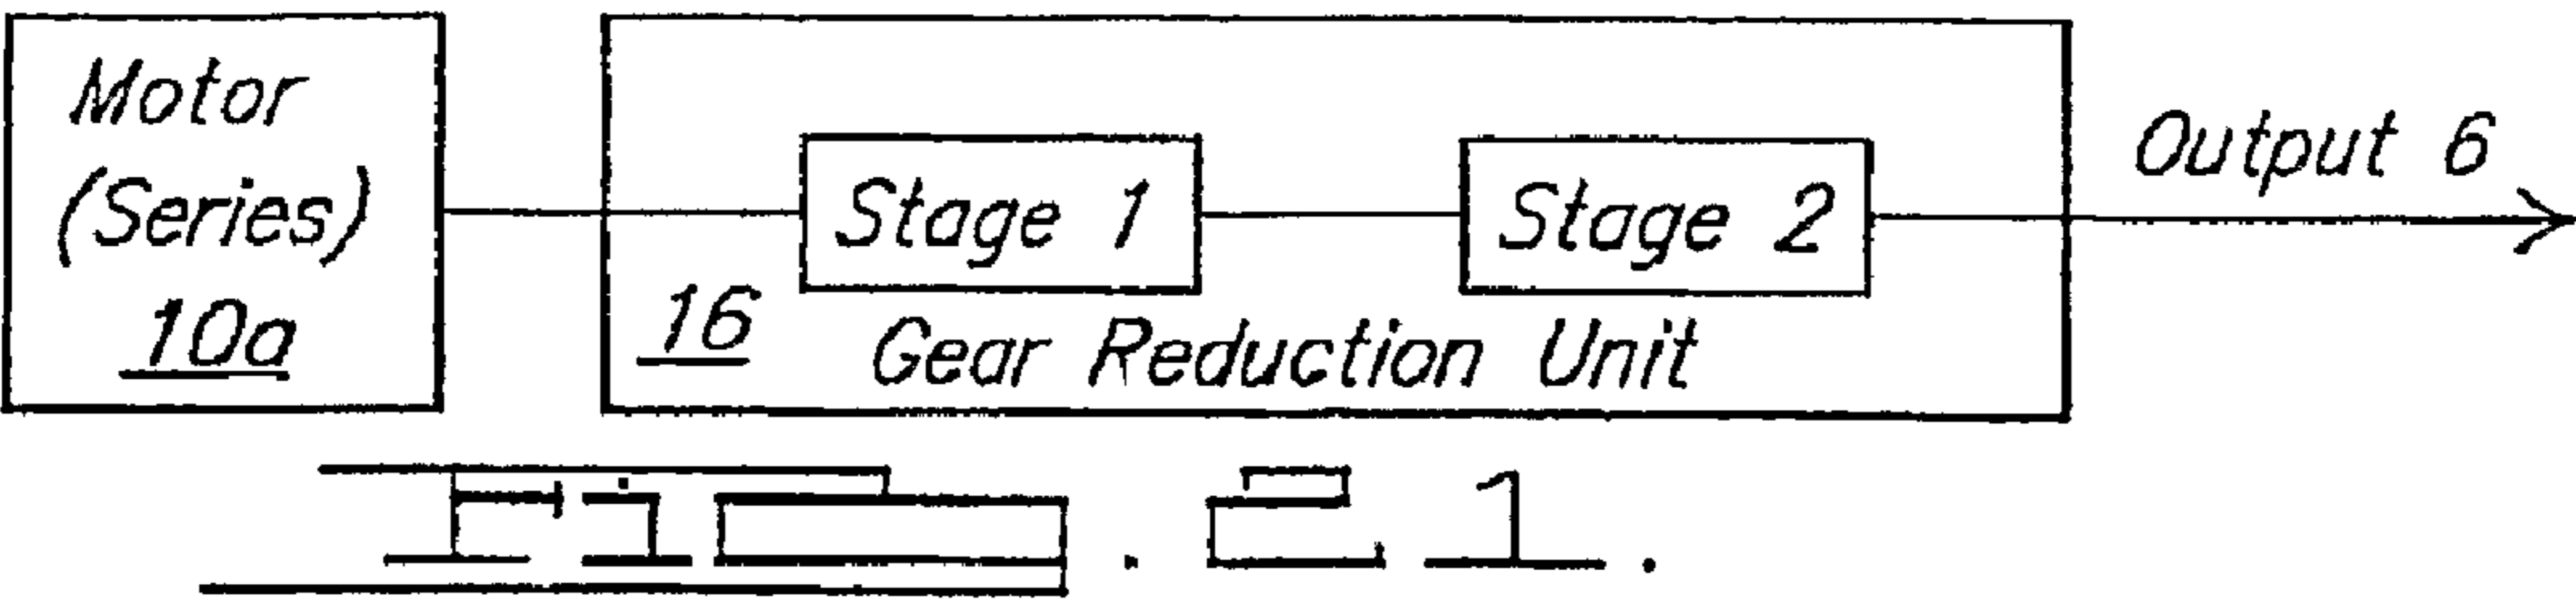 Motor
(Series)
10a
Stage 1
Stage 2
16
Gear Reduction Unit
Output 6
Fig. 21.